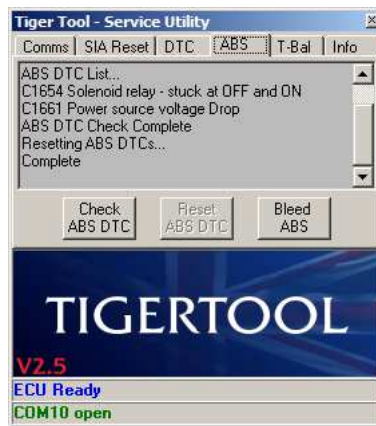 Tiger Tool - Service Utility
Comms SIA Reset DTC ABS T-Bal Info
ABS DTC List...
C1654 Solenoid relay - stuck at OFF and ON
C1661 Power source voltage Drop
ABS DTC Check Complete
Resetting ABS DTCs...
Complete
Check ABS DTC
Reset ABS DTC
Bleed ABS
TIGERTOOL
V2.5
ECU Ready
COM10 open